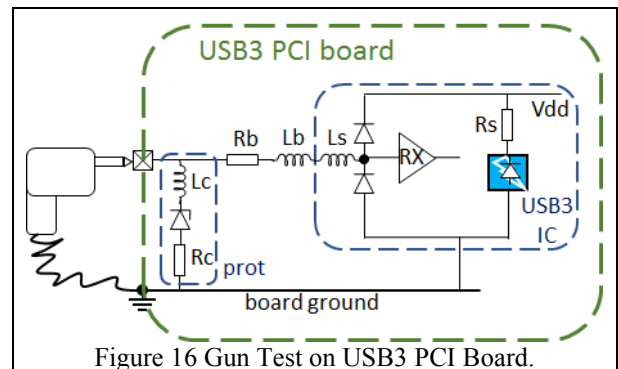 USB3 PCI board
Vdd
Rs
Rb
Lb
Ls
RX
Lc
USB3
IC
Rc
prot
board ground
Figure 16 Gun Test on USB3 PCI Board.